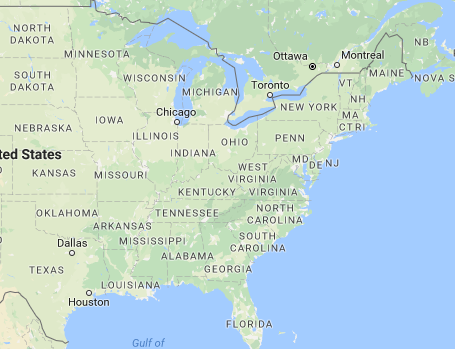 NORTH
DAKOTA
MINNESOTA
Ottawa
Montreal
NB
SOUTH
DAKOTA
WISCONSIN
MICHIGAN
Toronto
MAINE
NOVA S
VT
NH
NEW YORK
Chicago
IOWA
MA
CT
RI
NEBRASKA
ILLINOIS
OHIO
PENN
INDIANA
ted States
MD
DE
NJ
KANSAS
MISSOURI
WEST
VIRGINIA
KENTUCKY
VIRGINIA
OKLAHOMA
TENNESSEE
NORTH
CAROLINA
ARKANSAS
Dallas
MISSISSIPPI
SOUTH
CAROLINA
ALABAMA
TEXAS
GEORGIA
LOUISIANA
Houston
FLORIDA
Gulf of